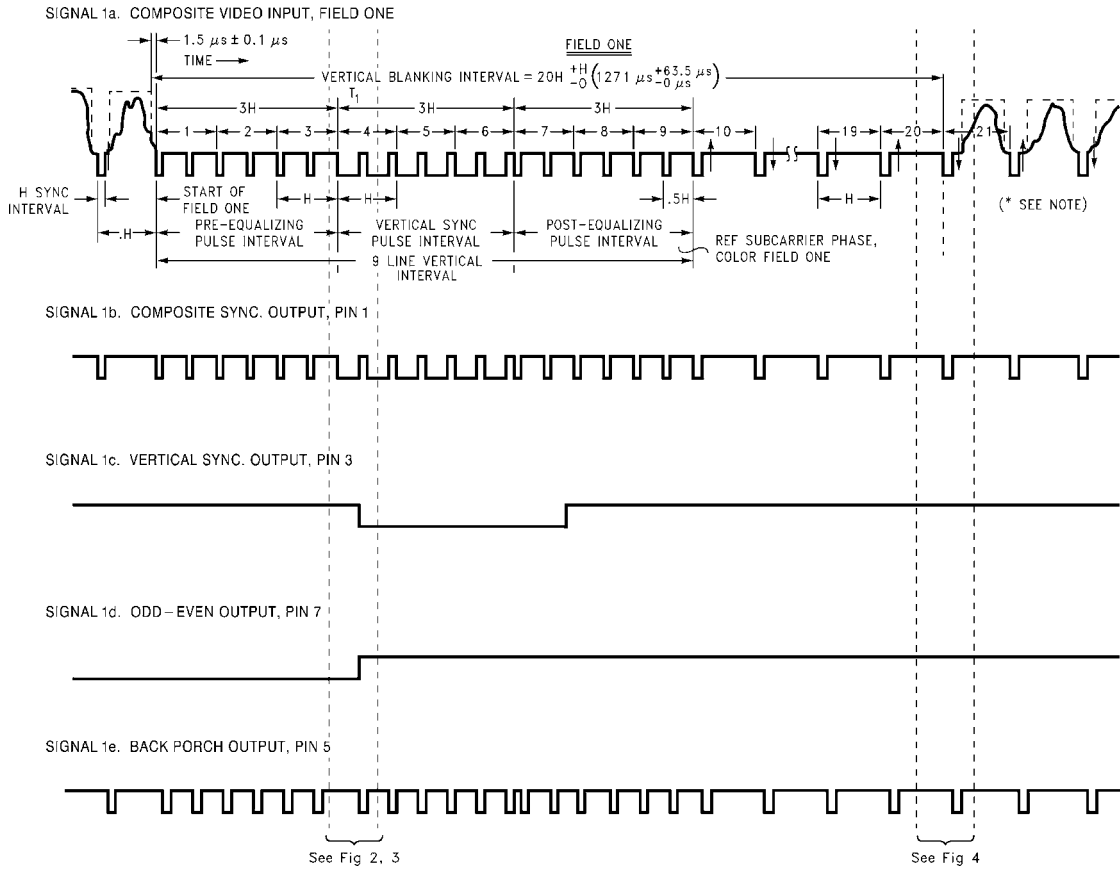 SIGNAL 1a. COMPOSITE VIDEO INPUT, FIELD ONE
1.5 μs ± 0.1 μs
TIME
FIELD ONE
VERTICAL BLANKING INTERVAL = 20H +H -0 (1271 μs +63.5 μs -0 μs)
T1
3H 3H 3H
1 2 3 4 5 6 7 8 9 10 19 20 21
H SYNC INTERVAL
START OF FIELD ONE
H H .5H H
(* SEE NOTE)
.H
PRE-EQUALIZING PULSE INTERVAL
VERTICAL SYNC PULSE INTERVAL
POST-EQUALIZING PULSE INTERVAL
REF SUBCARRIER PHASE, COLOR FIELD ONE
9 LINE VERTICAL INTERVAL
SIGNAL 1b. COMPOSITE SYNC. OUTPUT, PIN 1
SIGNAL 1c. VERTICAL SYNC. OUTPUT, PIN 3
SIGNAL 1d. ODD–EVEN OUTPUT, PIN 7
SIGNAL 1e. BACK PORCH OUTPUT, PIN 5
See Fig 2, 3
See Fig 4